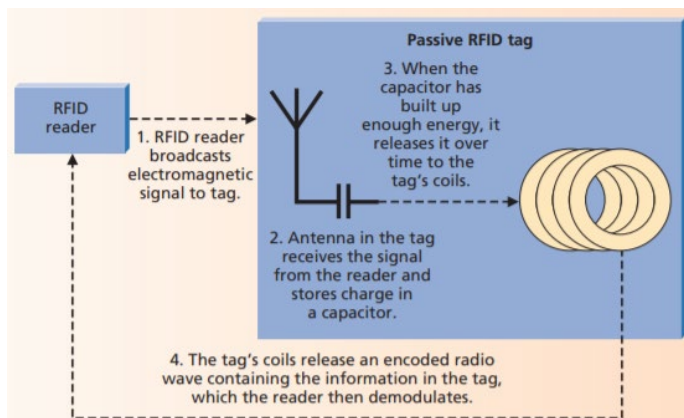 Passive RFID tag
RFID
reader
1. RFID reader
broadcasts
electromagnetic
signal to tag.
2. Antenna in the tag
receives the signal
from the reader and
stores charge in
a capacitor.
3. When the
capacitor has
built up
enough energy, it
releases it over
time to the
tag’s coils.
4. The tag’s coils release an encoded radio
wave containing the information in the tag,
which the reader then demodulates.